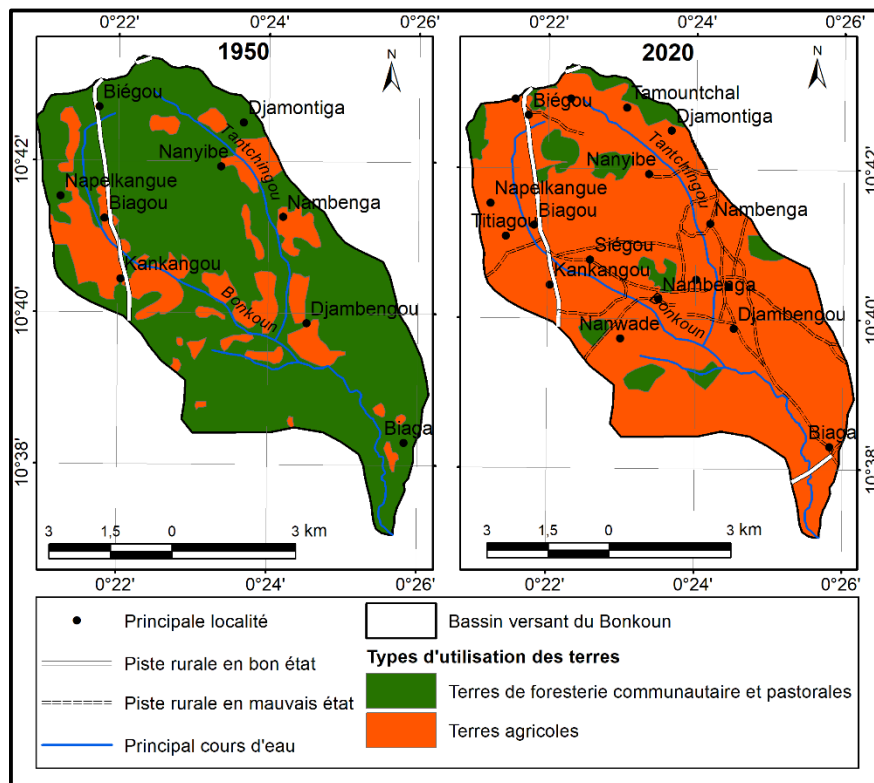 0°22'
0°24'
0°26'
1950
N
Biégou
Djamontiga
Tantchingou
Nanyibe
10°42'
Napelkangue
Biagou
Nambenga
Kankangou
Bonkoun
Djambengou
10°40'
Biaga
10°38'
3 1,5 0 3 km
0°22'
0°24'
0°26'
0°22'
0°24'
0°26'
2020
N
Tamountchal
Biégou
Djamontiga
Tantchingou
Nanyibe
10°42'
Napelkangue
Titiagou
Biagou
Nambenga
Siégou
Kankangou
Nambenga
Bonkoun
Djambengou
10°40'
Nanwade
Biaga
10°38'
3 1,5 0 3 km
0°22'
0°24'
0°26'
Principale localité
Piste rurale en bon état
Piste rurale en mauvais état
Principal cours d'eau
Bassin versant du Bonkoun
Types d'utilisation des terres
Terres de foresterie communautaire et pastorales
Terres agricoles